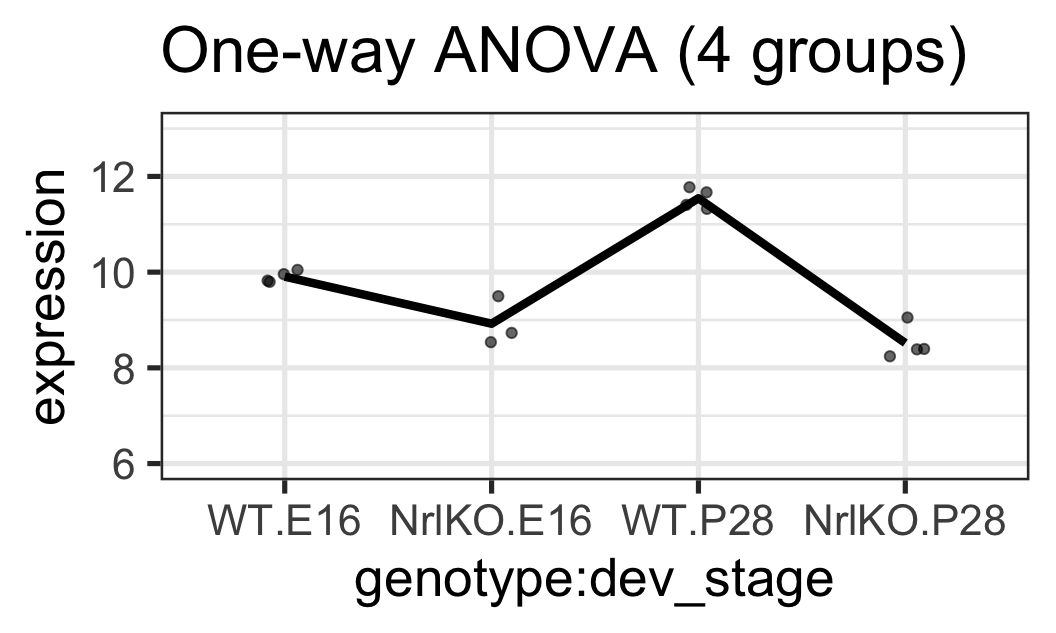 One-way ANOVA (4 groups)
expression
12
10
8
6
WT.E16 NrlKO.E16 WT.P28 NrlKO.P28
genotype:dev_stage